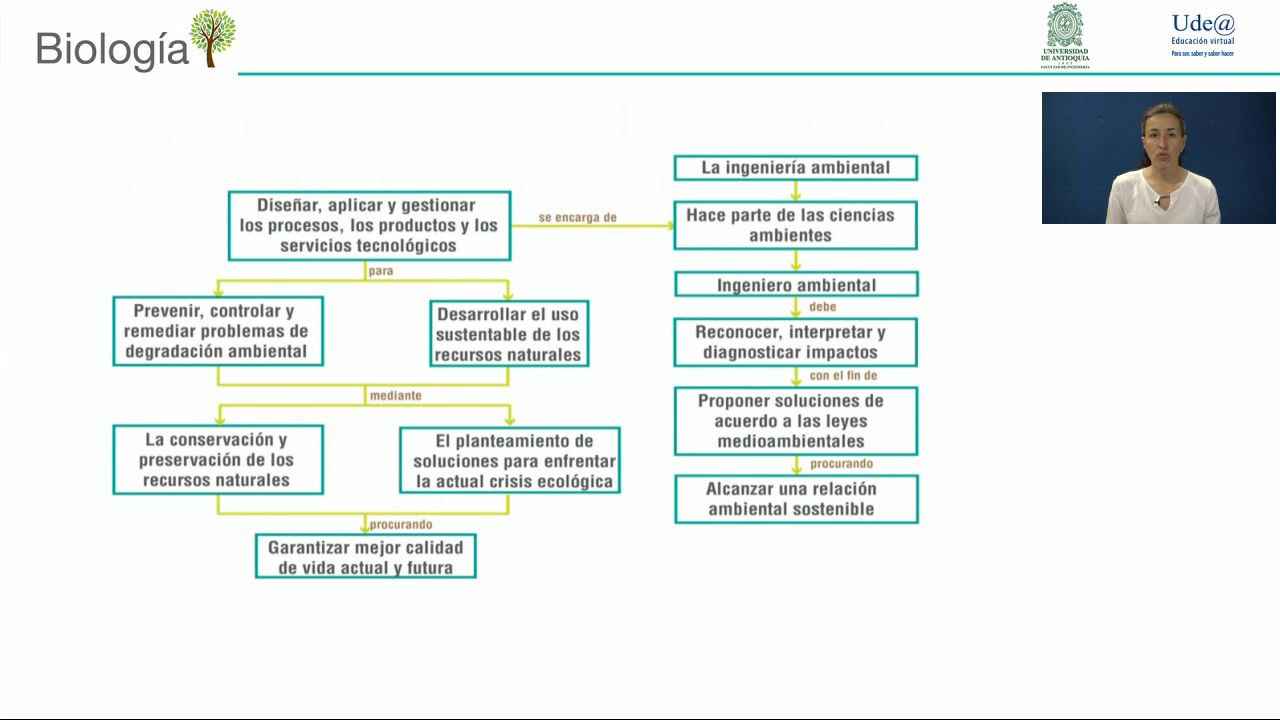 Biología
UNIVERSIDAD
DE ANTIOQUIA
1803
FACULTAD DE INGENIERÍA
Ude@
Educación virtual
Para ser, saber y saber hacer
Diseñar, aplicar y gestionar
los procesos, los productos y los
servicios tecnológicos
se encarga de
para
Prevenir, controlar y
remediar problemas de
degradación ambiental
Desarrollar el uso
sustentable de los
recursos naturales
mediante
La conservación y
preservación de los
recursos naturales
El planteamiento de
soluciones para enfrentar
la actual crisis ecológica
procurando
Garantizar mejor calidad
de vida actual y futura
La ingeniería ambiental
Hace parte de las ciencias
ambientes
Ingeniero ambiental
debe
Reconocer, interpretar y
diagnosticar impactos
con el fin de
Proponer soluciones de
acuerdo a las leyes
medioambientales
procurando
Alcanzar una relación
ambiental sostenible